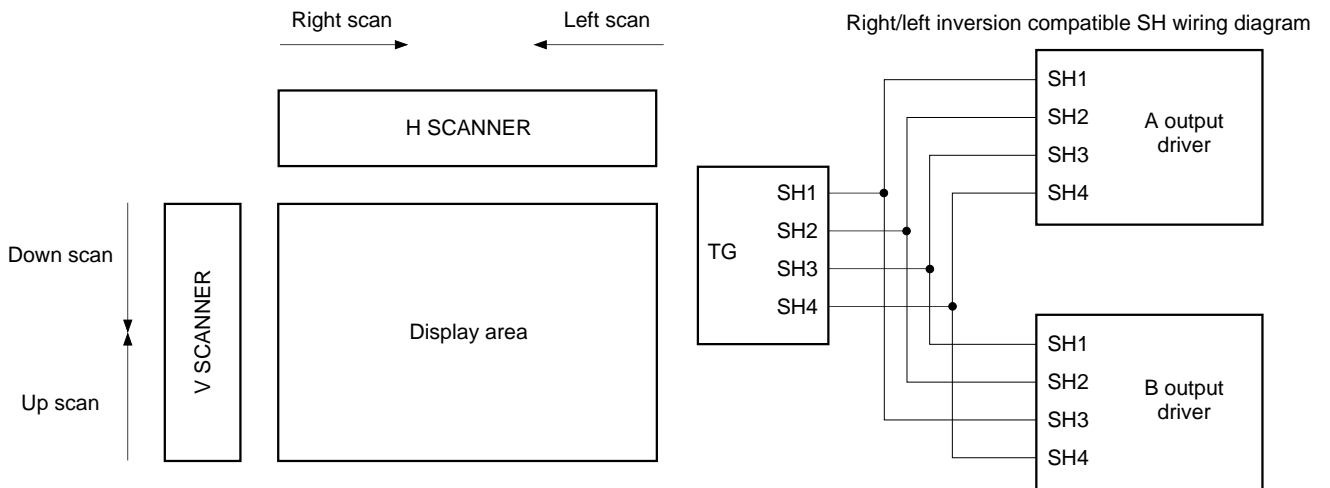 Right scan
Left scan
H SCANNER
Down scan
Up scan
V SCANNER
Display area
Right/left inversion compatible SH wiring diagram
TG
SH1
SH2
SH3
SH4
SH1
SH2
SH3
SH4
A output
driver
SH1
SH2
SH3
SH4
B output
driver